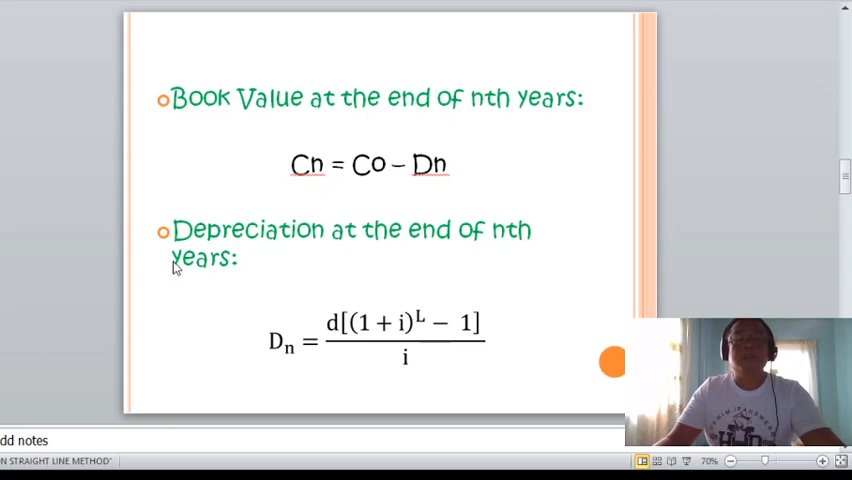 Book Value at the end of nth years:
Cn = Co – Dn
Depreciation at the end of nth
years:
Dₙ = d[(1 + i)ᴸ − 1] / i
dd notes
N STRAIGHT LINE METHOD"
70%